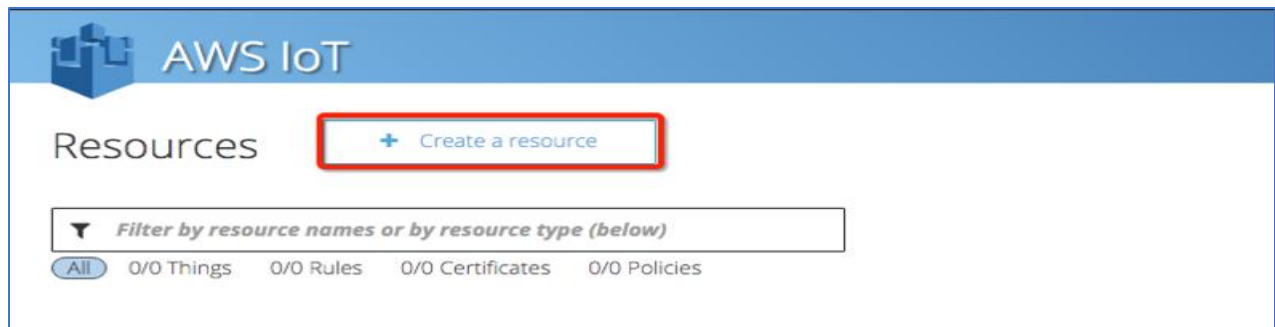 AWS IoT
Resources
+ Create a resource
Filter by resource names or by resource type (below)
All 0/0 Things 0/0 Rules 0/0 Certificates 0/0 Policies